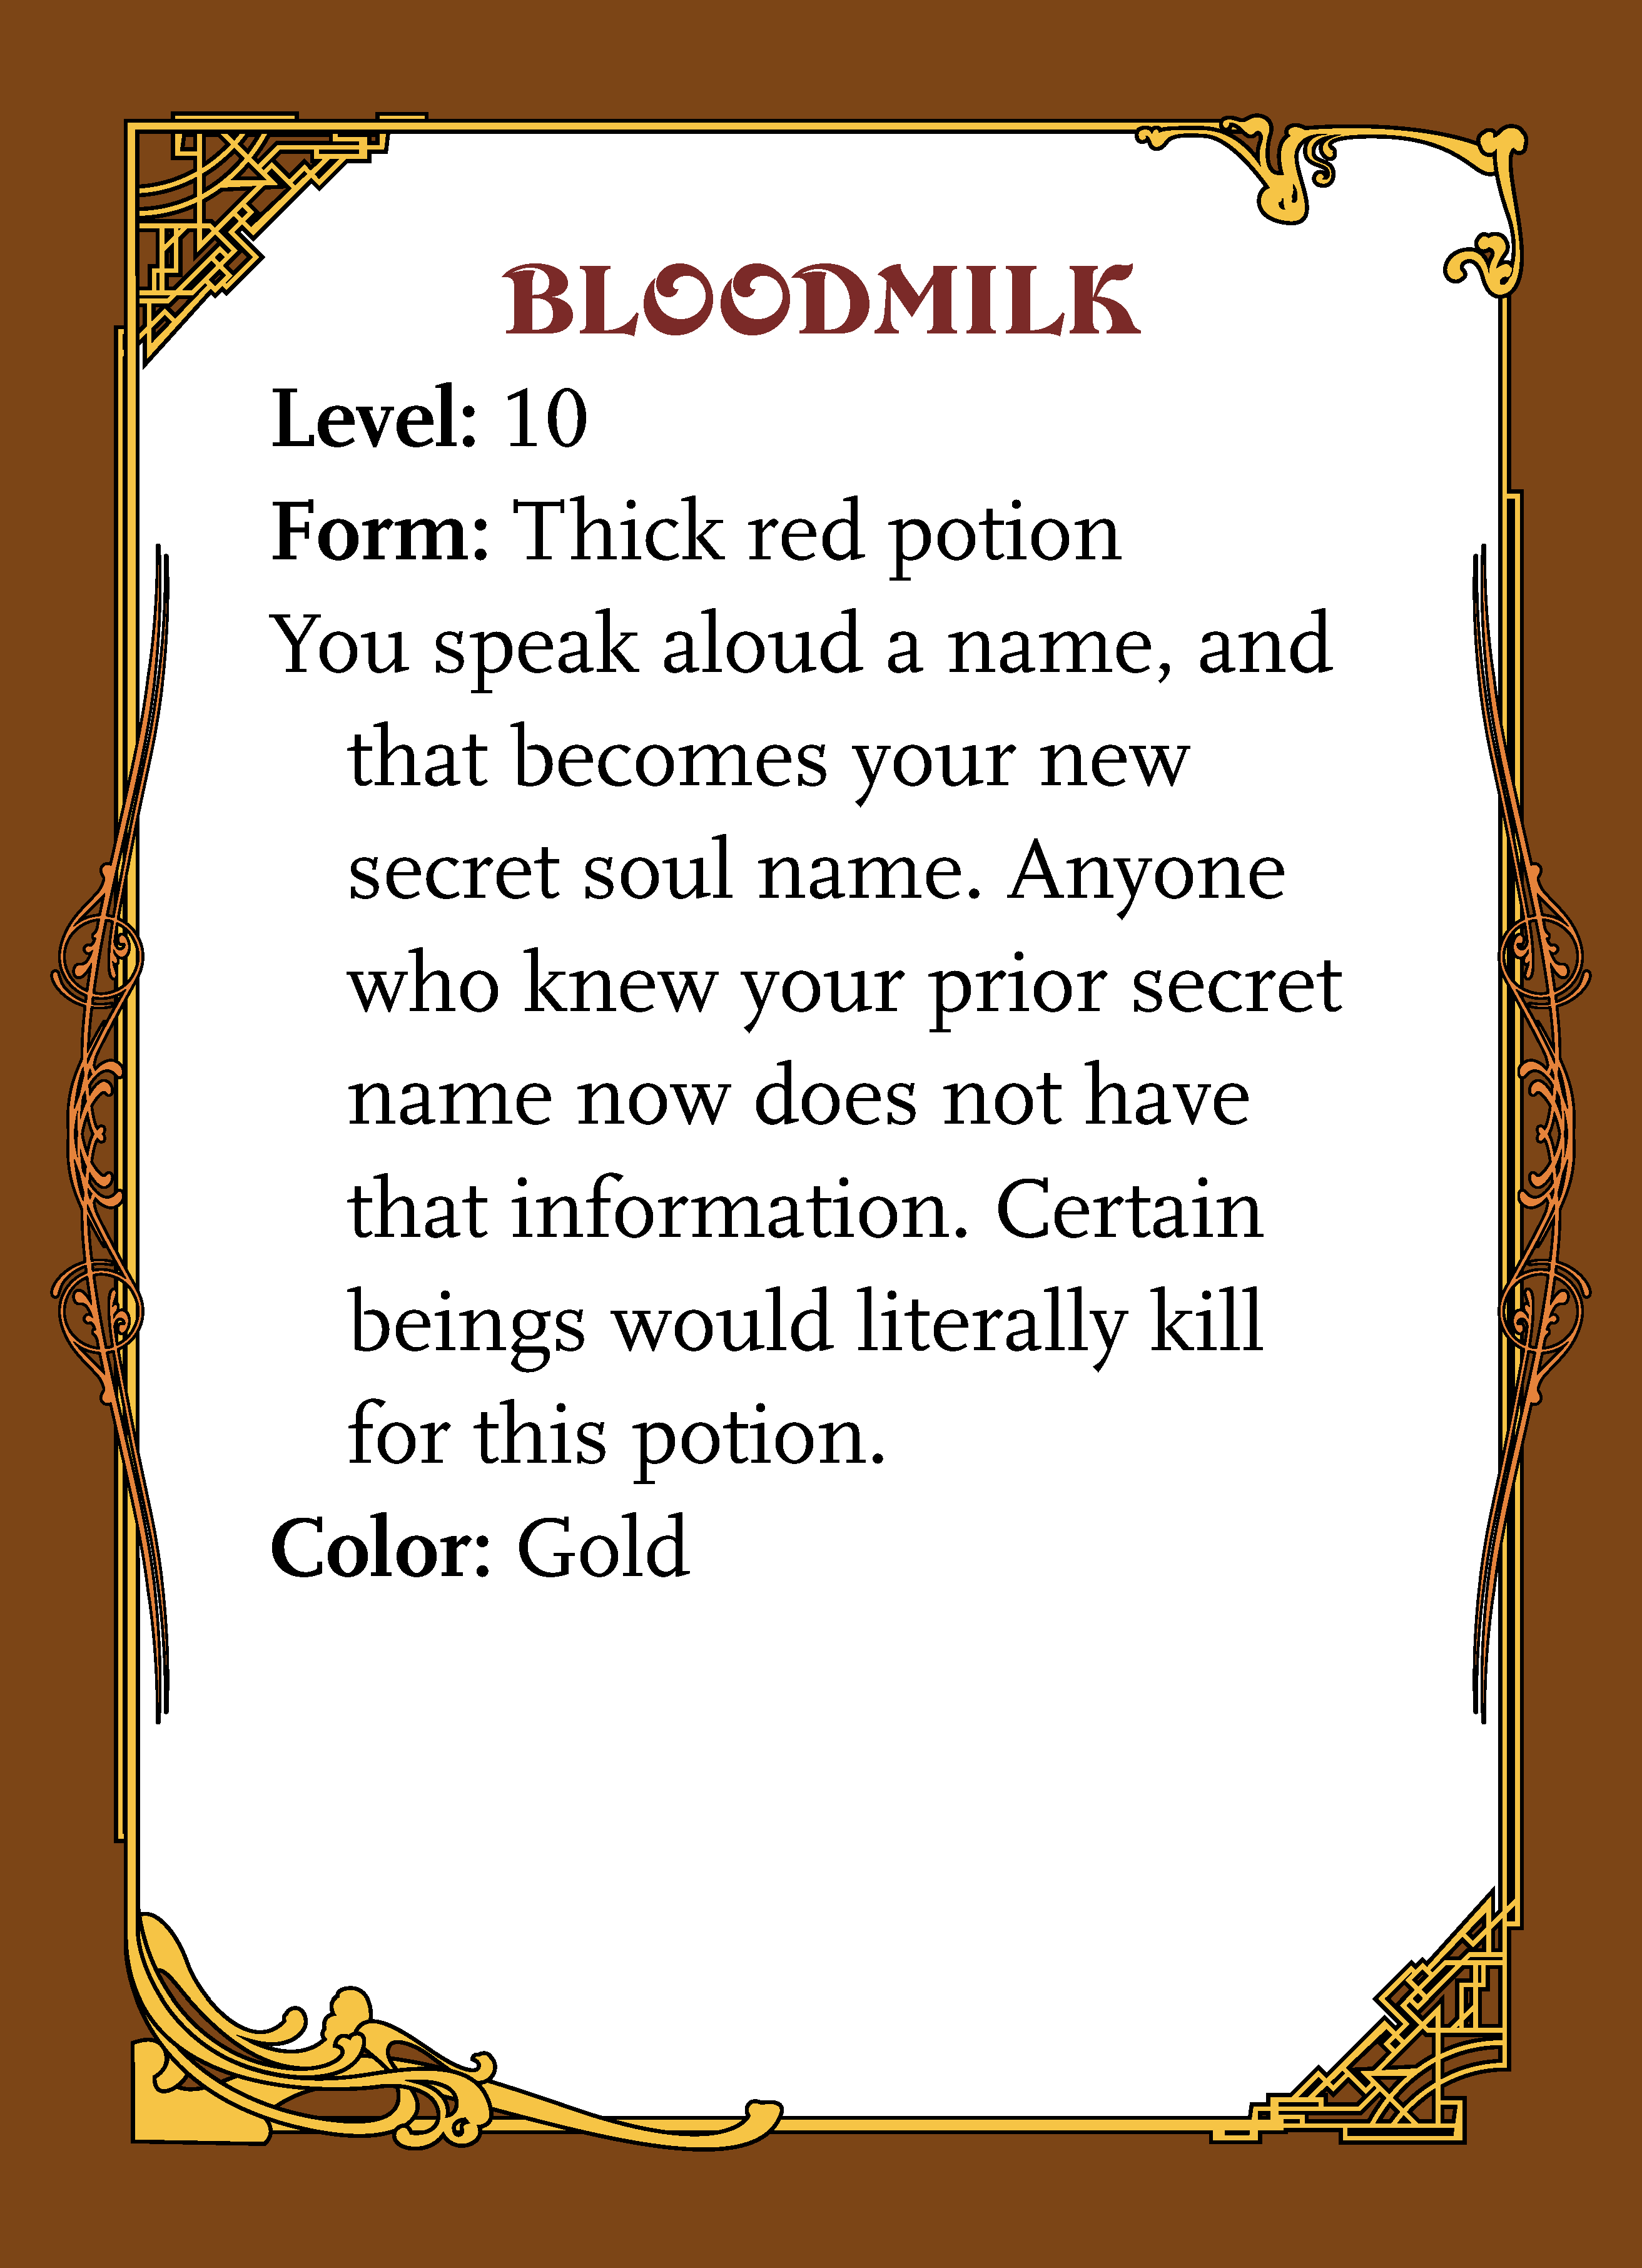 BLOODMILK
Level: 10
Form: Thick red potion
You speak aloud a name, and
that becomes your new
secret soul name. Anyone
who knew your prior secret
name now does not have
that information. Certain
beings would literally kill
for this potion.
Color: Gold